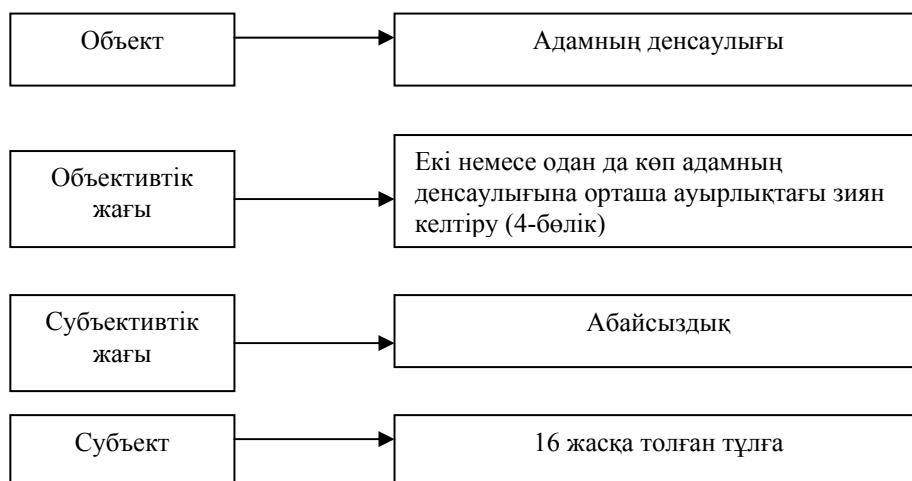 Объект
Адамның денсаулығы
Объективтік
жағы
Екі немесе одан да көп адамның
денсаулығына орташа ауырлықтағы зиян
келтіру (4-бөлік)
Субъективтік
жағы
Абайсыздық
Субъект
16 жасқа толған тұлға